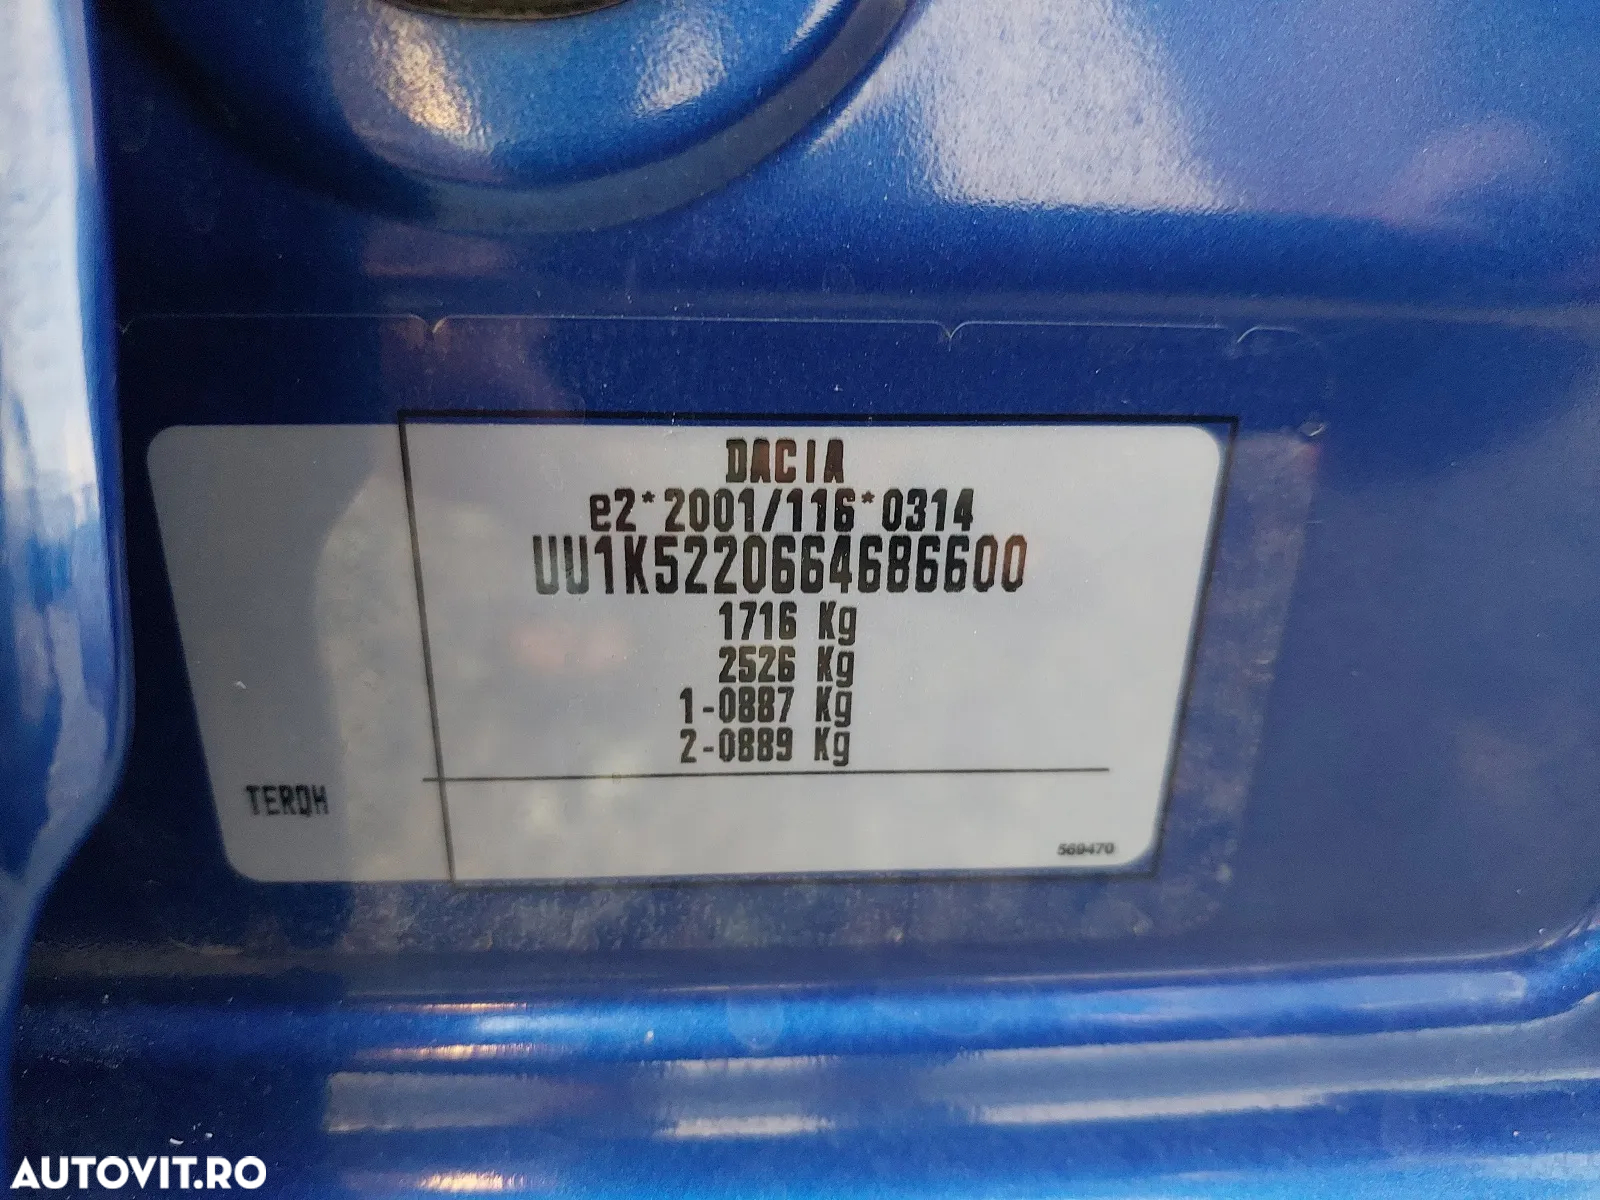 DACIA
e2*2001/116*0314
UU1K5220664686600
1716 Kg
2526 Kg
1-0887 Kg
2-0889 Kg
TERQH
569470
AUTOVIT.RO